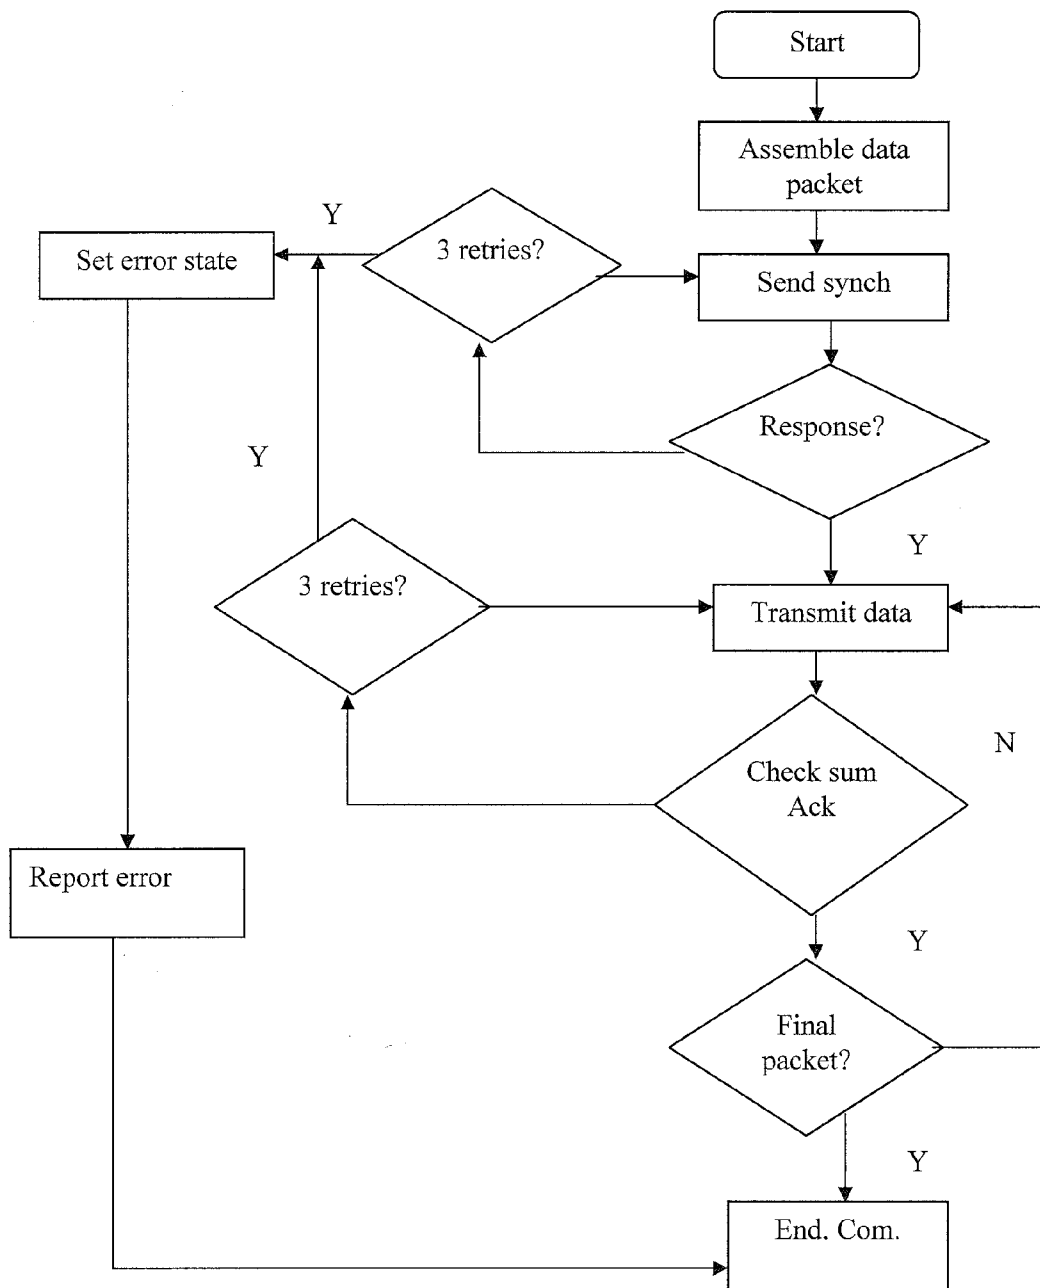 Start
Assemble data
packet
Y
3 retries?
Set error state
Send synch
Response?
Y
Y
3 retries?
Transmit data
N
Check sum
Ack
Report error
Y
Final
packet?
Y
End. Com.